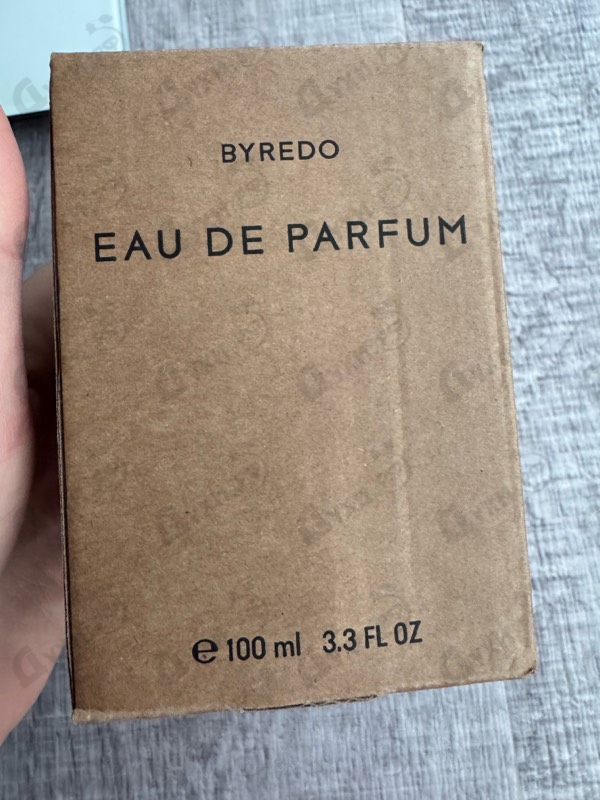 BYREDO
EAU DE PARFUM
℮ 100 ml 3.3 FL OZ